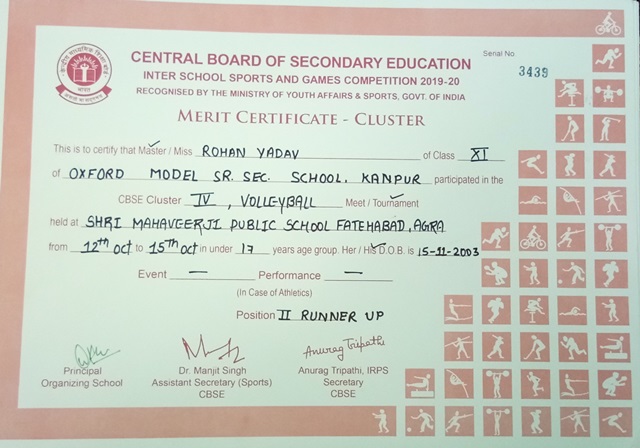 Serial No
3439
CENTRAL BOARD OF SECONDARY EDUCATION
INTER SCHOOL SPORTS AND GAMES COMPETITION 2019-20
RECOGNISED BY THE MINISTRY OF YOUTH AFFAIRS & SPORTS, GOVT. OF INDIA
MERIT CERTIFICATE - CLUSTER
This is to certify that Master / Miss ROHAN YADAV of Class XI
of OXFORD MODEL SR. SEC. SCHOOL, KANPUR participated in the
CBSE Cluster IV, VOLLEYBALL Meet / Tournament
held at SHRI MAHAVEERJI PUBLIC SCHOOL FATEHABAD, AGRA
from 12th Oct to 15th Oct in under 17 years age group. Her / His D.O.B. is 15-11-2003
Event — Performance —
(In Case of Athletics)
Position II RUNNER UP
Anurag Tripathi
Principal
Organizing School
Dr. Manjit Singh
Assistant Secretary (Sports)
CBSE
Anurag Tripathi, IRPS
Secretary
CBSE